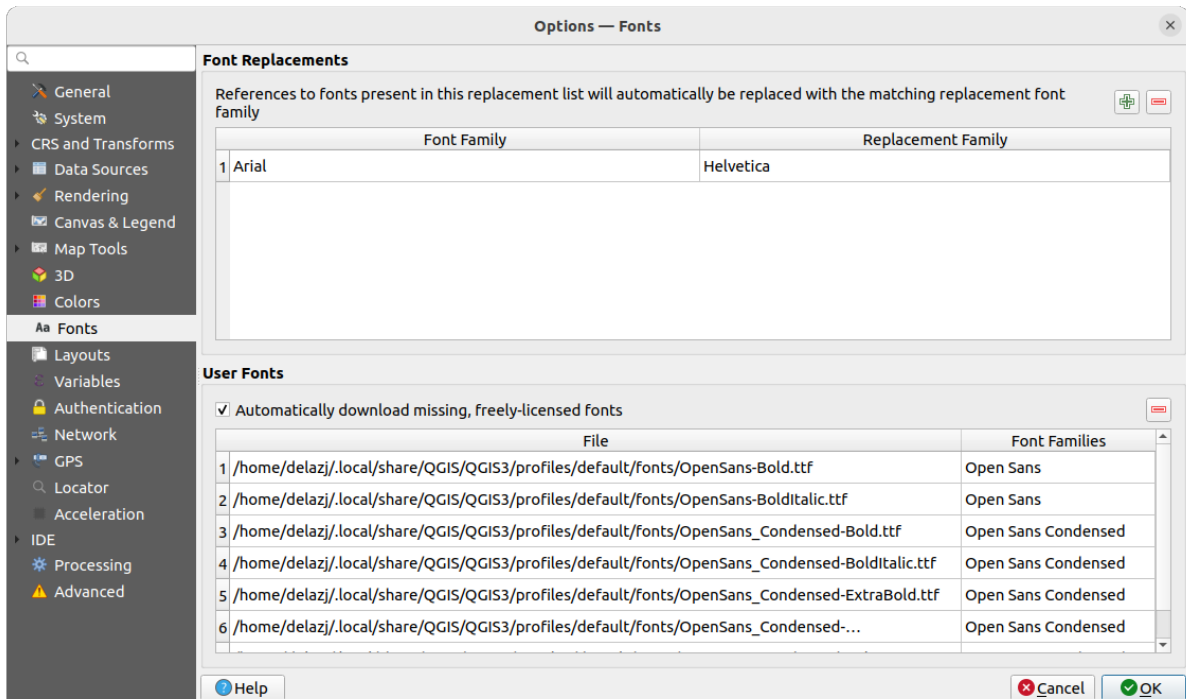 Options — Fonts
General
System
CRS and Transforms
Data Sources
Rendering
Canvas & Legend
Map Tools
3D
Colors
Aa Fonts
Layouts
Variables
Authentication
Network
GPS
Locator
Acceleration
IDE
Processing
Advanced
Font Replacements
References to fonts present in this replacement list will automatically be replaced with the matching replacement font
family
Font Family Replacement Family
1 Arial Helvetica
User Fonts
Automatically download missing, freely-licensed fonts
File Font Families
1 /home/delazj/.local/share/QGIS/QGIS3/profiles/default/fonts/OpenSans-Bold.ttf Open Sans
2 /home/delazj/.local/share/QGIS/QGIS3/profiles/default/fonts/OpenSans-BoldItalic.ttf Open Sans
3 /home/delazj/.local/share/QGIS/QGIS3/profiles/default/fonts/OpenSans_Condensed-Bold.ttf Open Sans Condensed
4 /home/delazj/.local/share/QGIS/QGIS3/profiles/default/fonts/OpenSans_Condensed-BoldItalic.ttf Open Sans Condensed
5 /home/delazj/.local/share/QGIS/QGIS3/profiles/default/fonts/OpenSans_Condensed-ExtraBold.ttf Open Sans Condensed
6 /home/delazj/.local/share/QGIS/QGIS3/profiles/default/fonts/OpenSans_Condensed-... Open Sans Condensed
Help Cancel OK